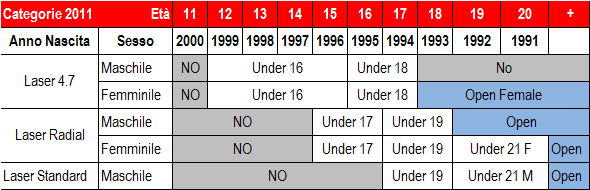 Categorie 2011 Età 11 12 13 14 15 16 17 18 19 20 +
Anno Nascita Sesso 2000 1999 1998 1997 1996 1995 1994 1993 1992 1991
Laser 4.7 Maschile NO Under 16 Under 18 No
Femminile NO Under 16 Under 18 Open Female
Laser Radial Maschile NO Under 17 Under 19 Open
Femminile NO Under 17 Under 19 Under 21 F Open
Laser Standard Maschile NO Under 19 Under 21 M Open